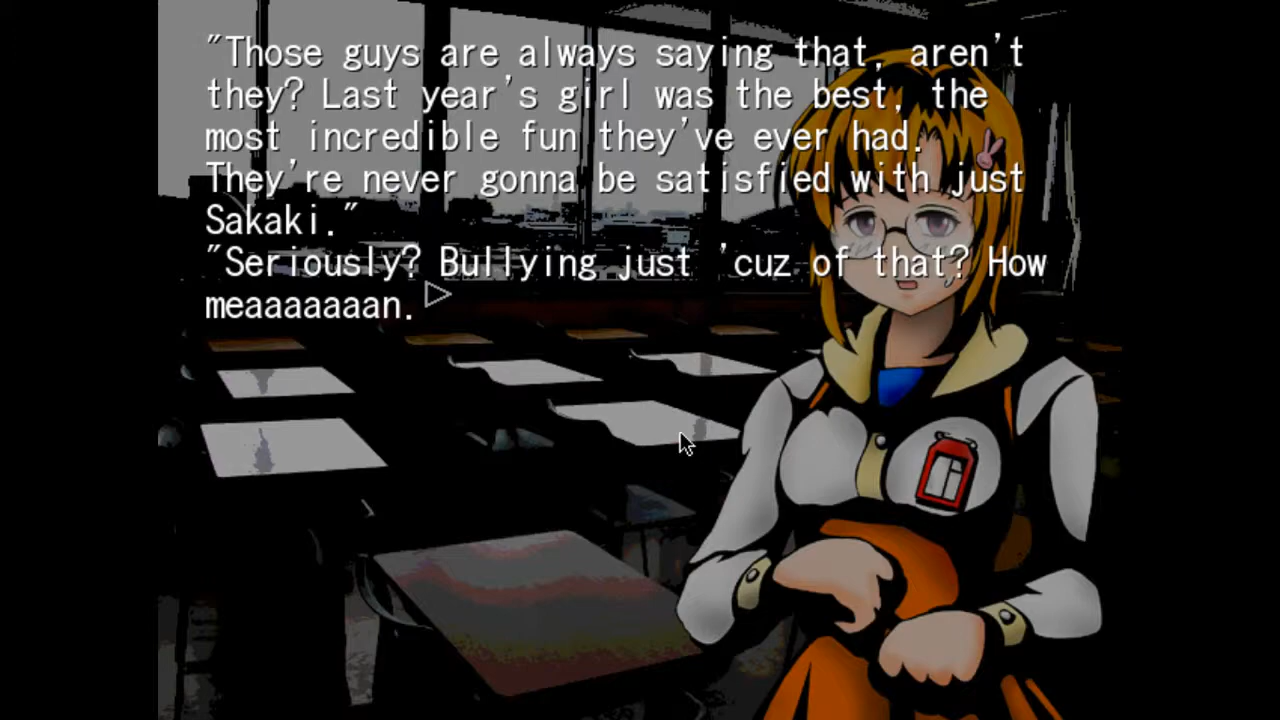 "Those guys are always saying that, aren't
they? Last year's girl was the best, the
most incredible fun they've ever had.
They're never gonna be satisfied with just
Sakaki."
"Seriously? Bullying just 'cuz of that? How
meaaaaaaan.